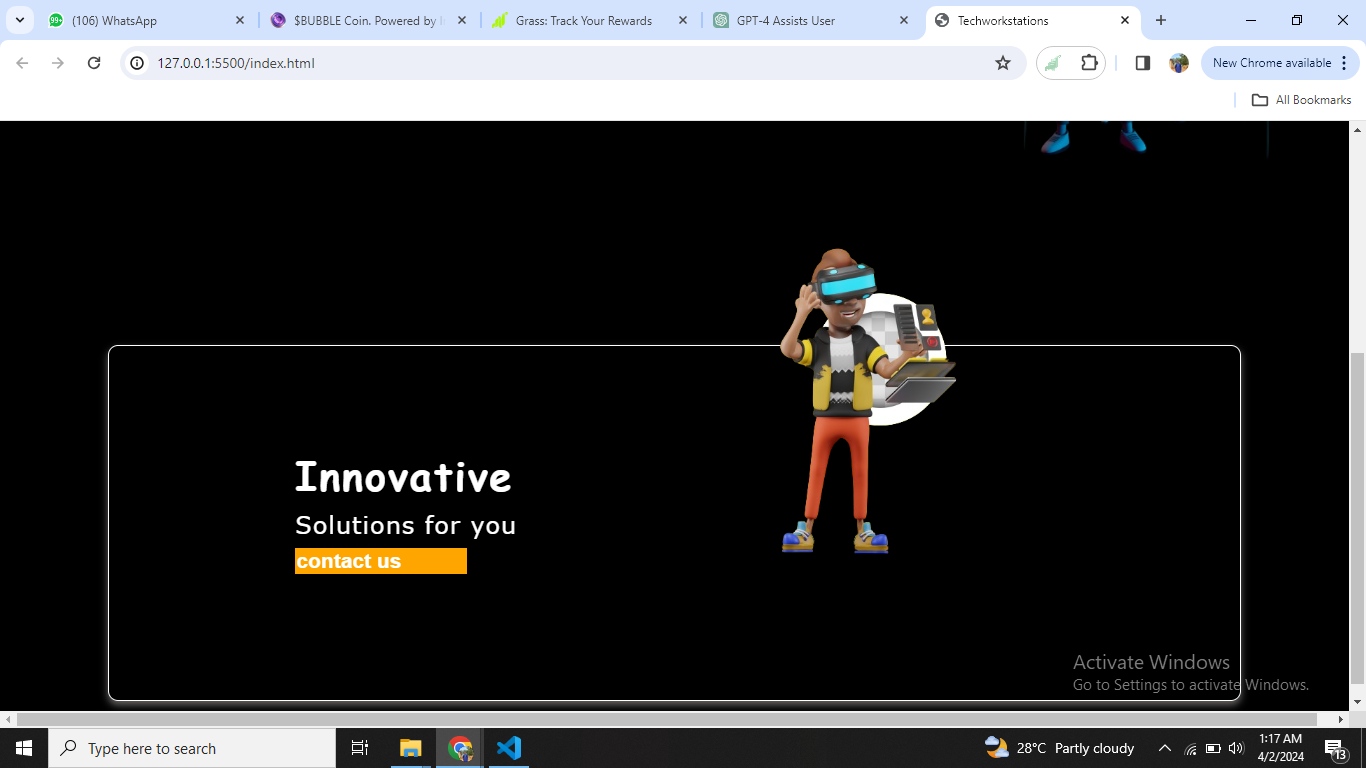 (106) WhatsApp
$BUBBLE Coin. Powered by
Grass: Track Your Rewards
GPT-4 Assists User
Techworkstations
127.0.0.1:5500/index.html
New Chrome available
All Bookmarks
Innovative
Solutions for you
contact us
Activate Windows
Go to Settings to activate Windows.
Type here to search
28°C Partly cloudy
1:17 AM
4/2/2024
13